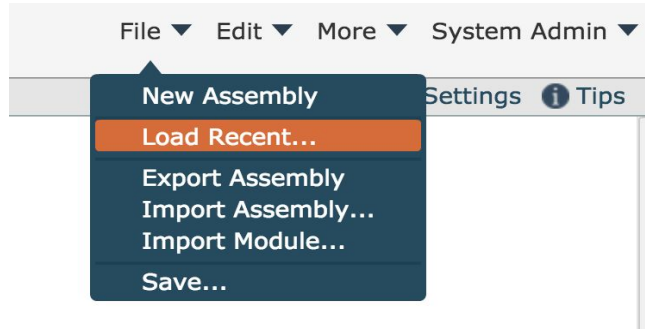 File ▼ Edit ▼ More ▼ System Admin ▼
New Assembly
Settings Tips
Load Recent...
Export Assembly
Import Assembly...
Import Module...
Save...